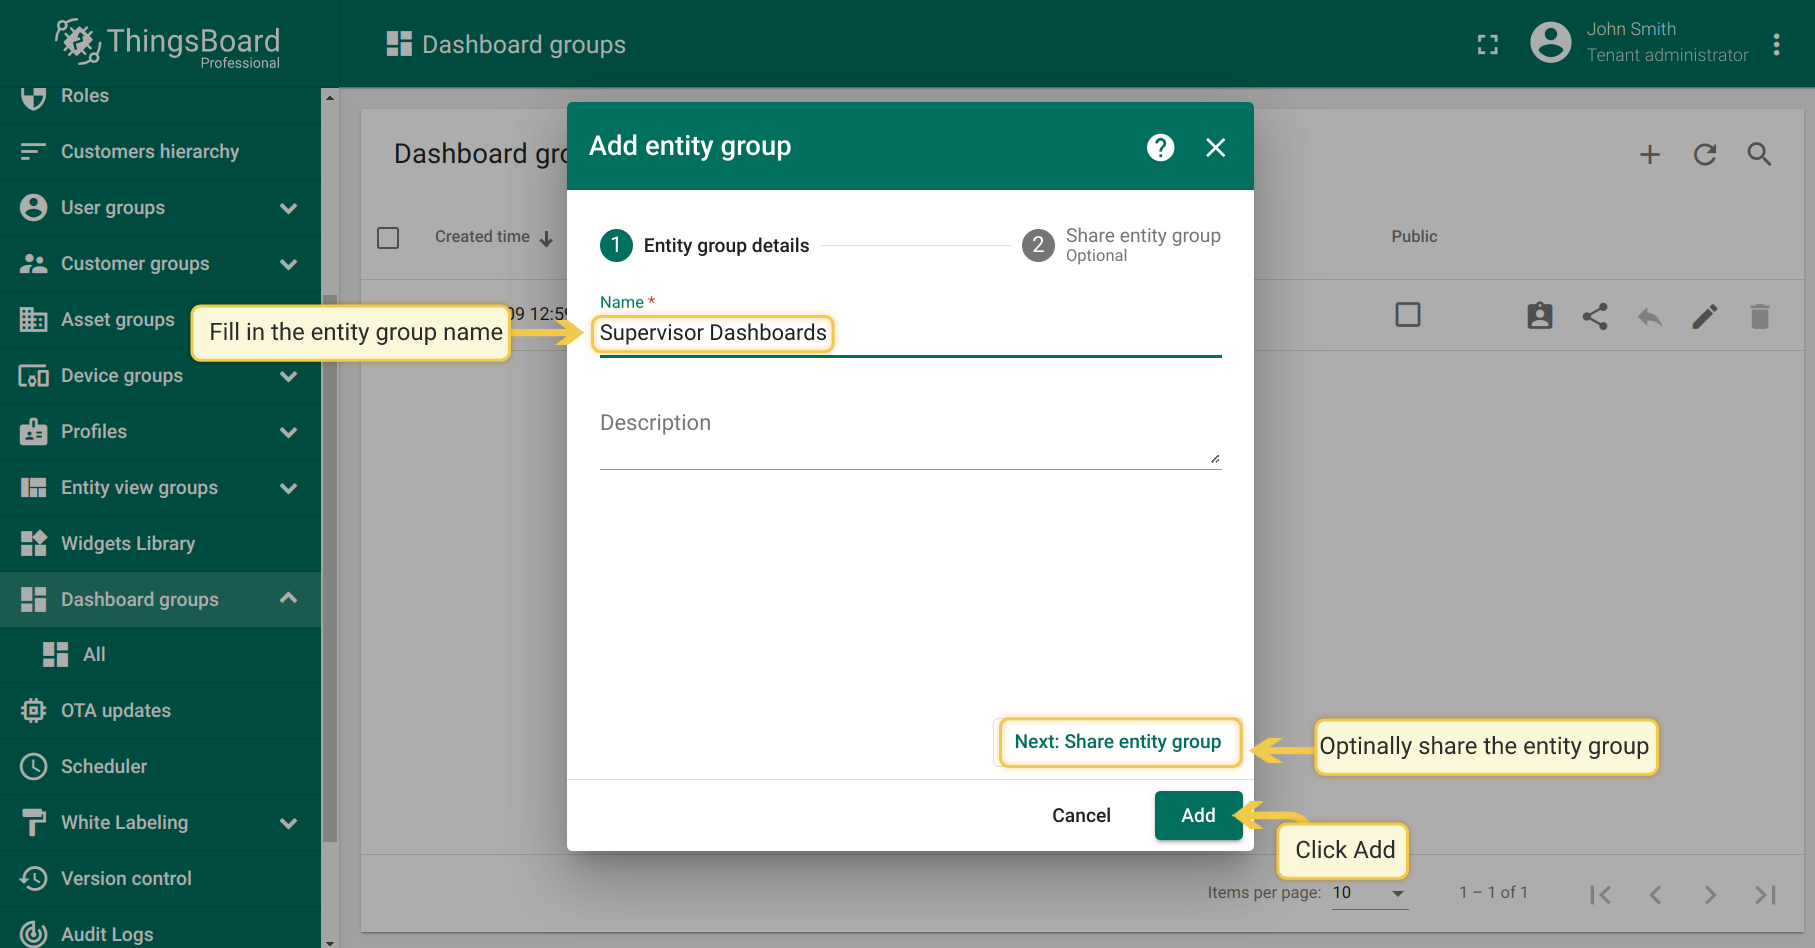 ThingsBoard
Professional
Dashboard groups
John Smith
Tenant administrator
Roles
Customers hierarchy
User groups
Customer groups
Asset groups
Device groups
Profiles
Entity view groups
Widgets Library
Dashboard groups
All
OTA updates
Scheduler
White Labeling
Version control
Audit Logs
Dashboard gro
Created time
Public
09 12:59
Add entity group
1 Entity group details
2 Share entity group
Optional
Name *
Supervisor Dashboards
Fill in the entity group name
Description
Next: Share entity group
Optinally share the entity group
Cancel
Add
Click Add
Items per page: 10
1 – 1 of 1